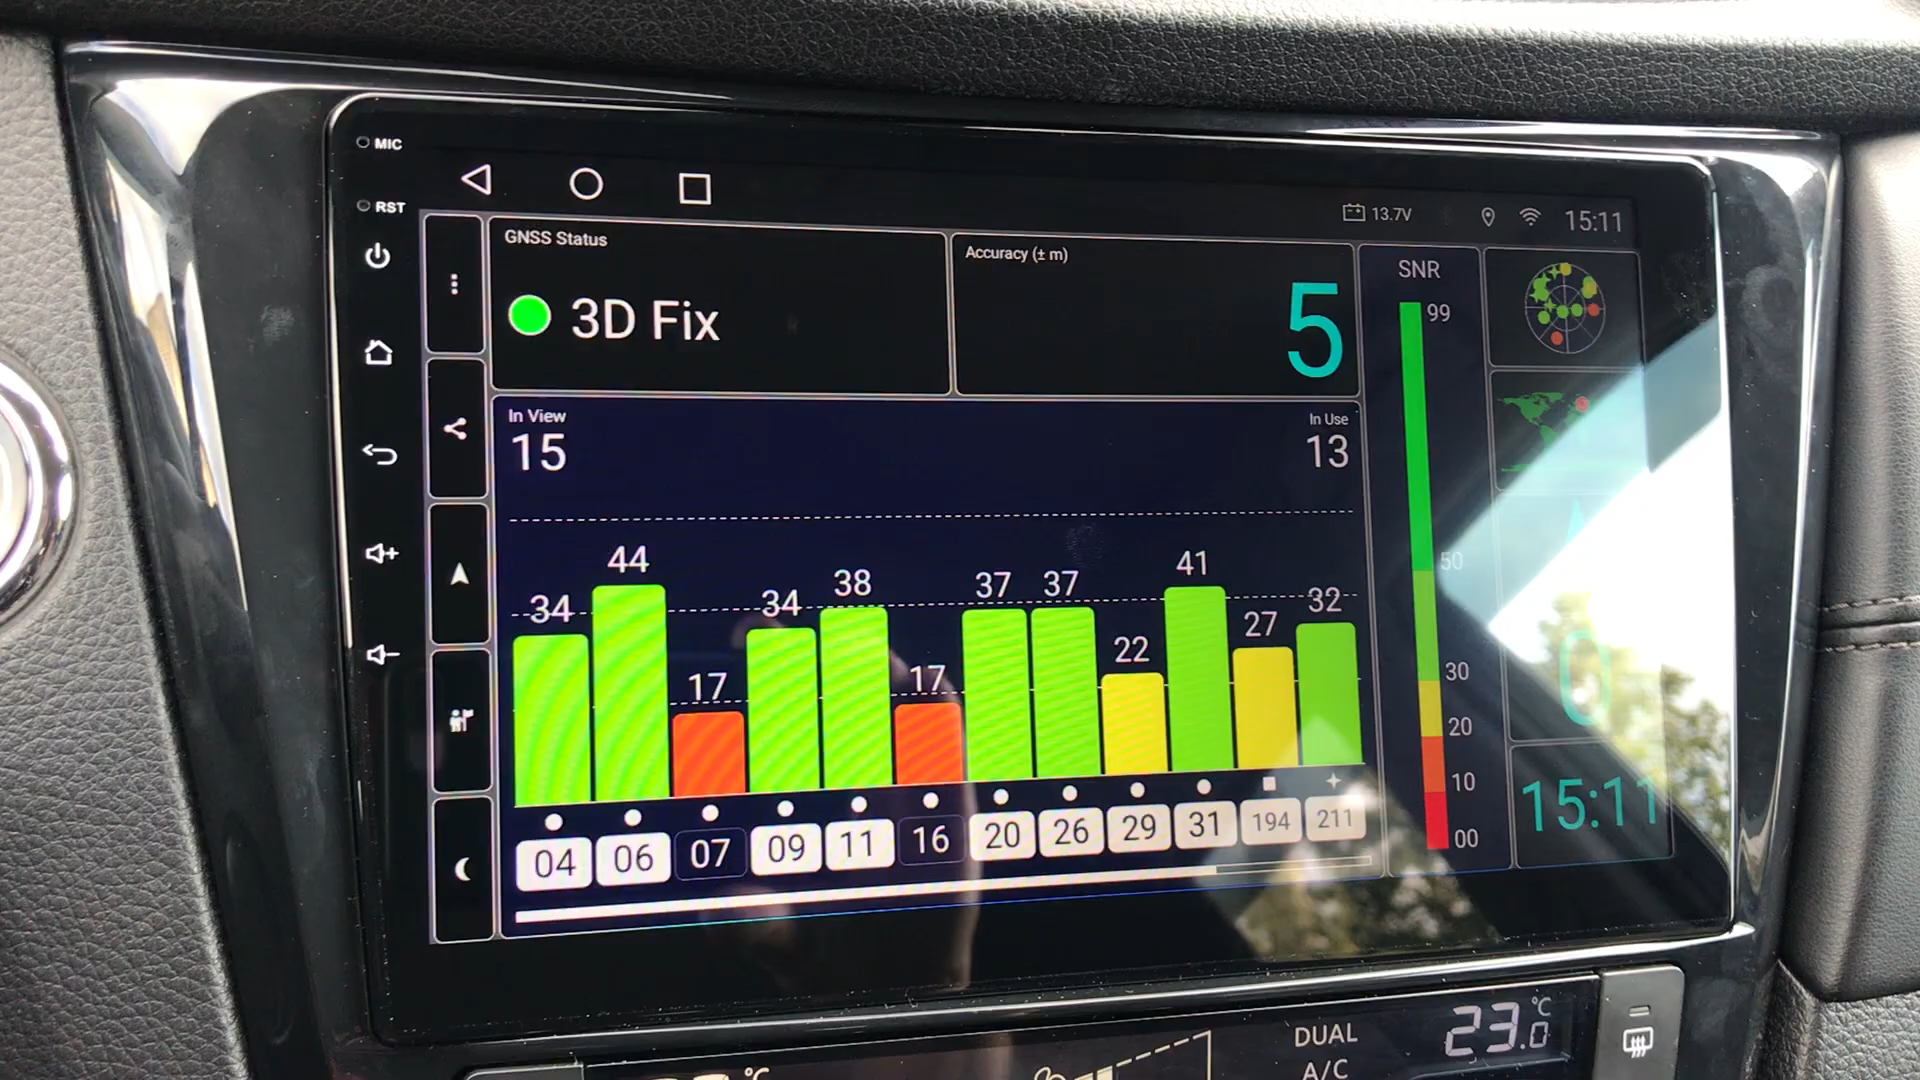 MIC
RST
13.7V
15:11
GNSS Status
3D Fix
Accuracy (± m)
5
In View
15
In Use
13
34 44 17 34 38 17 37 37 22 41 27 32
04 06 07 09 11 16 20 26 29 31 194 211
SNR
99
50
30
20
10
00
0
15:11
DUAL
A/C
23.0 °C
°C